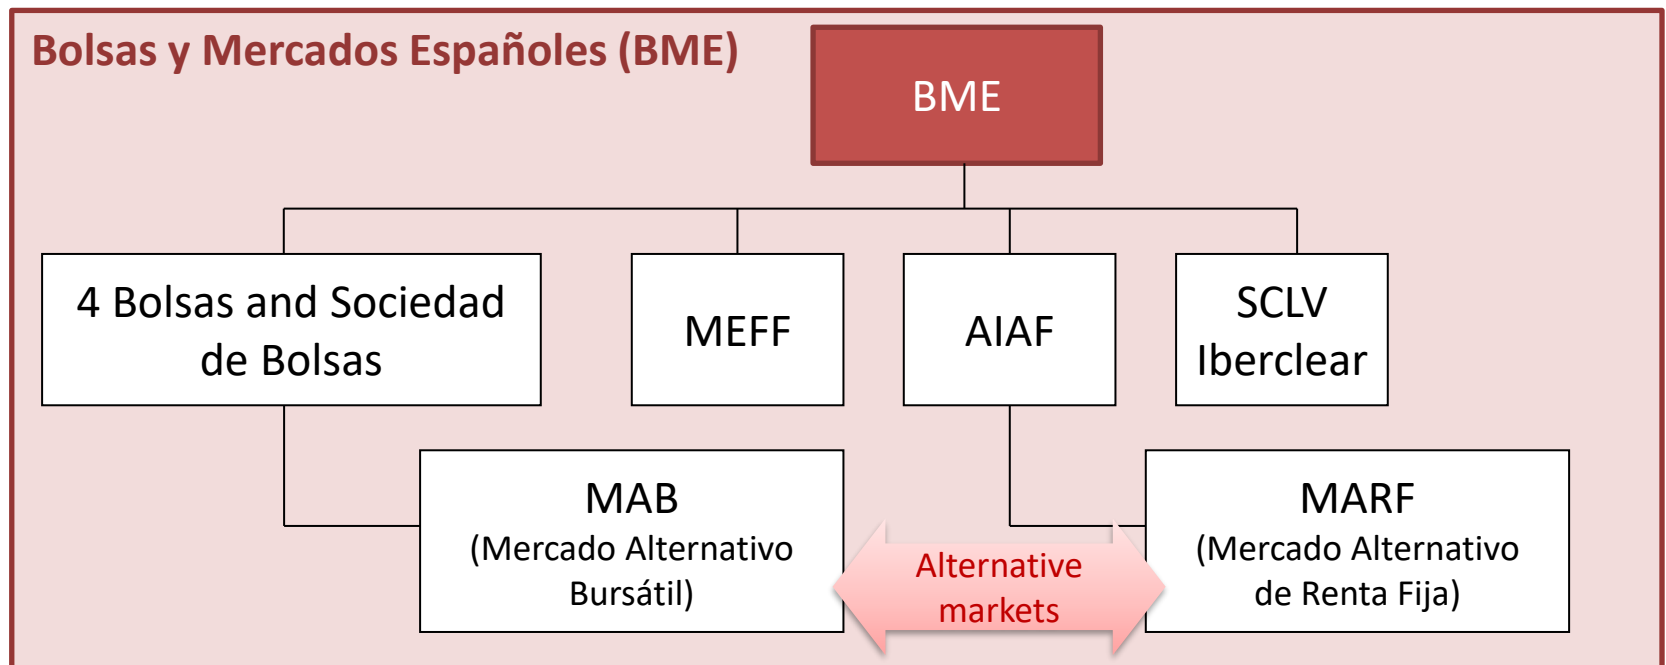 Bolsas y Mercados Españoles (BME)
BME
4 Bolsas and Sociedad
de Bolsas
MEFF
AIAF
SCLV
Iberclear
MAB
(Mercado Alternativo
Bursátil)
Alternative
markets
MARF
(Mercado Alternativo
de Renta Fija)